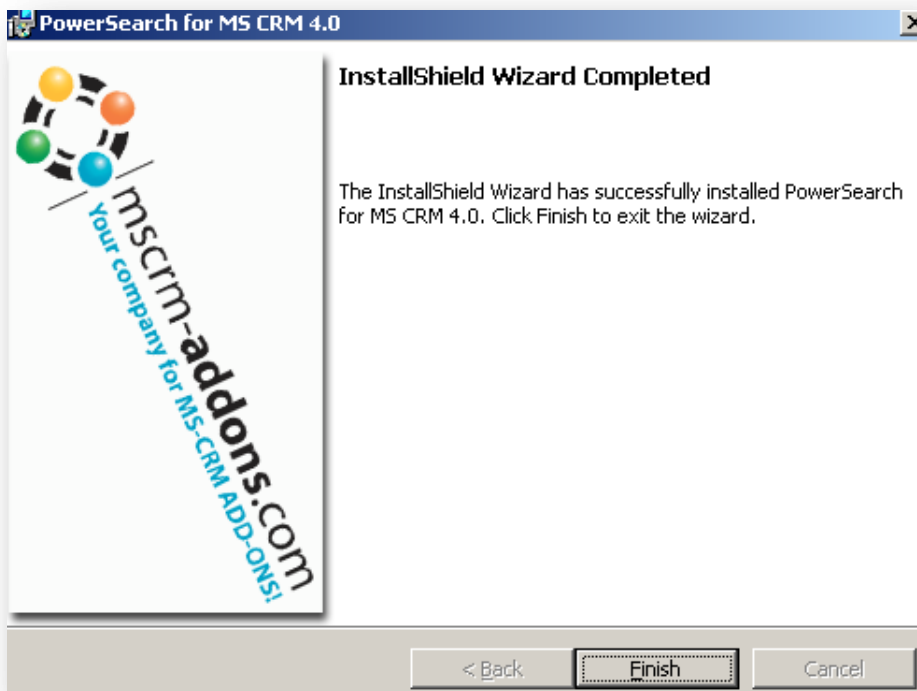 PowerSearch for MS CRM 4.0
InstallShield Wizard Completed
The InstallShield Wizard has successfully installed PowerSearch
for MS CRM 4.0. Click Finish to exit the wizard.
mscrm-addons.com
Your company for MS-CRM ADD-ONS!
< Back
Finish
Cancel